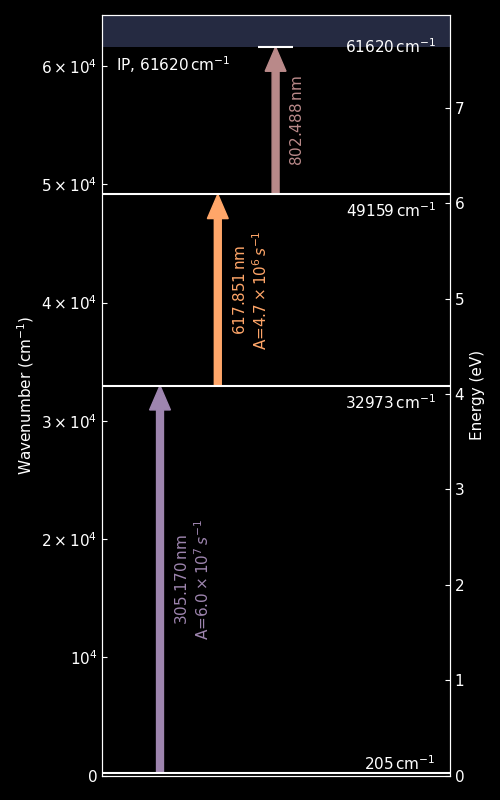 61620 cm⁻¹
IP, 61620 cm⁻¹
6 × 10⁴
7
802.488 nm
5 × 10⁴
49159 cm⁻¹
6
617.851 nm
A=4.7 × 10⁶ s⁻¹
4 × 10⁴
5
32973 cm⁻¹
4
3 × 10⁴
Wavenumber (cm⁻¹)
Energy (eV)
3
305.170 nm
A=6.0 × 10⁷ s⁻¹
2 × 10⁴
2
10⁴
1
205 cm⁻¹
0
0